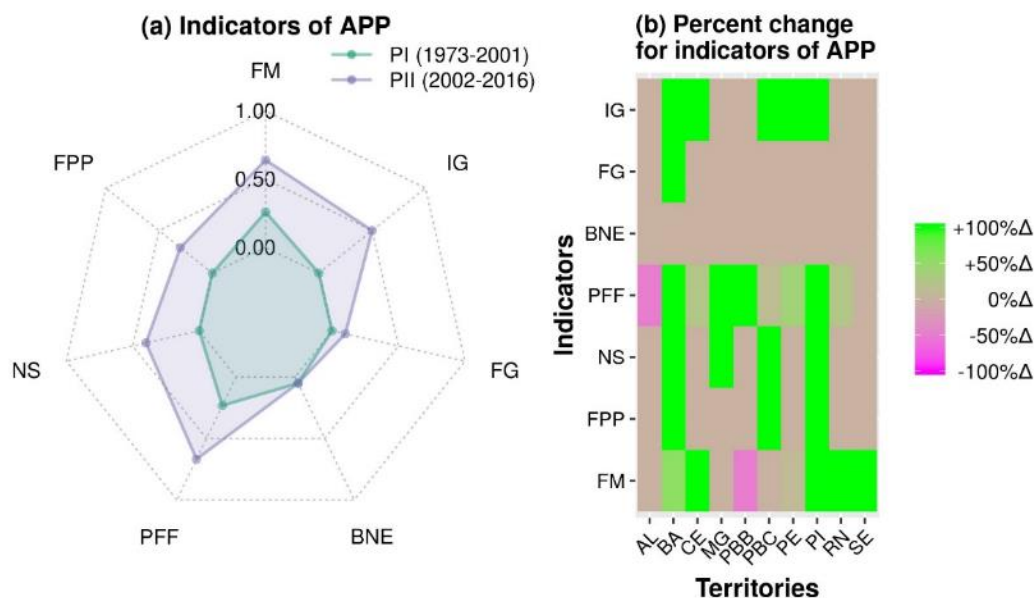 (a) Indicators of APP
PI (1973-2001)
PII (2002-2016)
FM
1.00
0.50
0.00
FPP
IG
NS
FG
PFF
BNE
(b) Percent change
for indicators of APP
Indicators
IG
FG
BNE
PFF
NS
FPP
FM
AL
BA
CE
MG
PBB
PBC
PE
PI
RN
SE
Territories
+100%Δ
+50%Δ
0%Δ
-50%Δ
-100%Δ